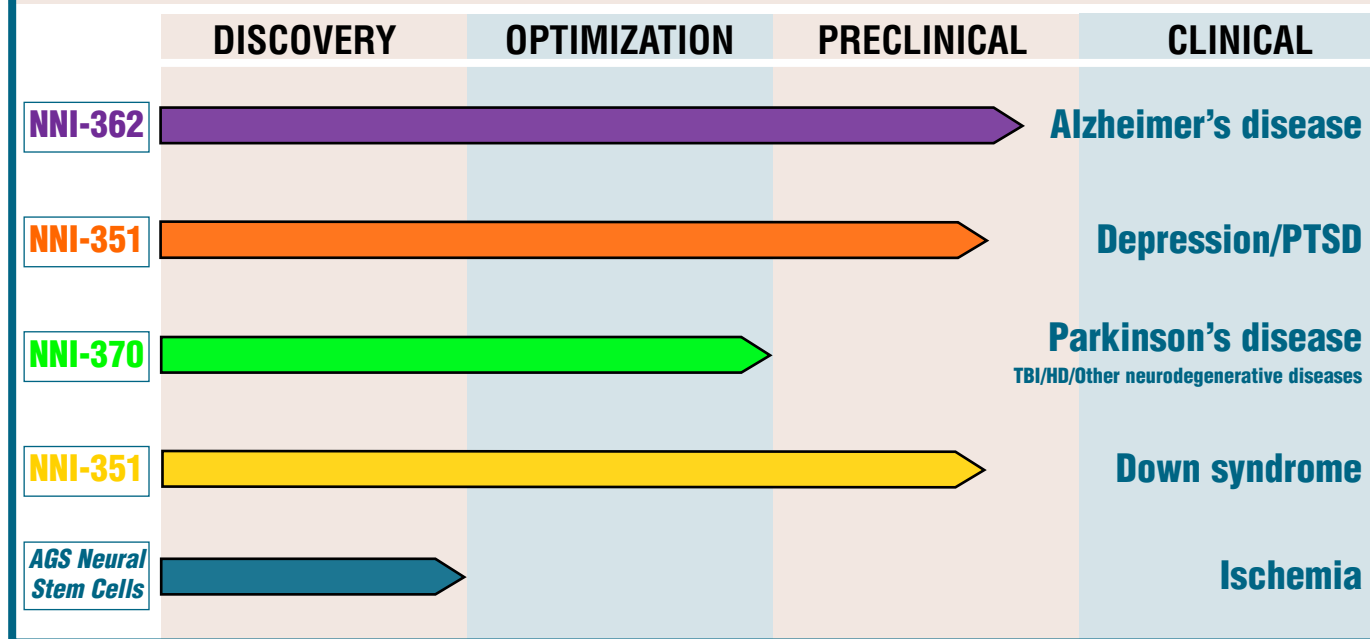 DISCOVERY OPTIMIZATION PRECLINICAL CLINICAL
NNI-362 Alzheimer's disease
NNI-351 Depression/PTSD
NNI-370 Parkinson's disease
TBI/HD/Other neurodegenerative diseases
NNI-351 Down syndrome
AGS Neural
Stem Cells
Ischemia